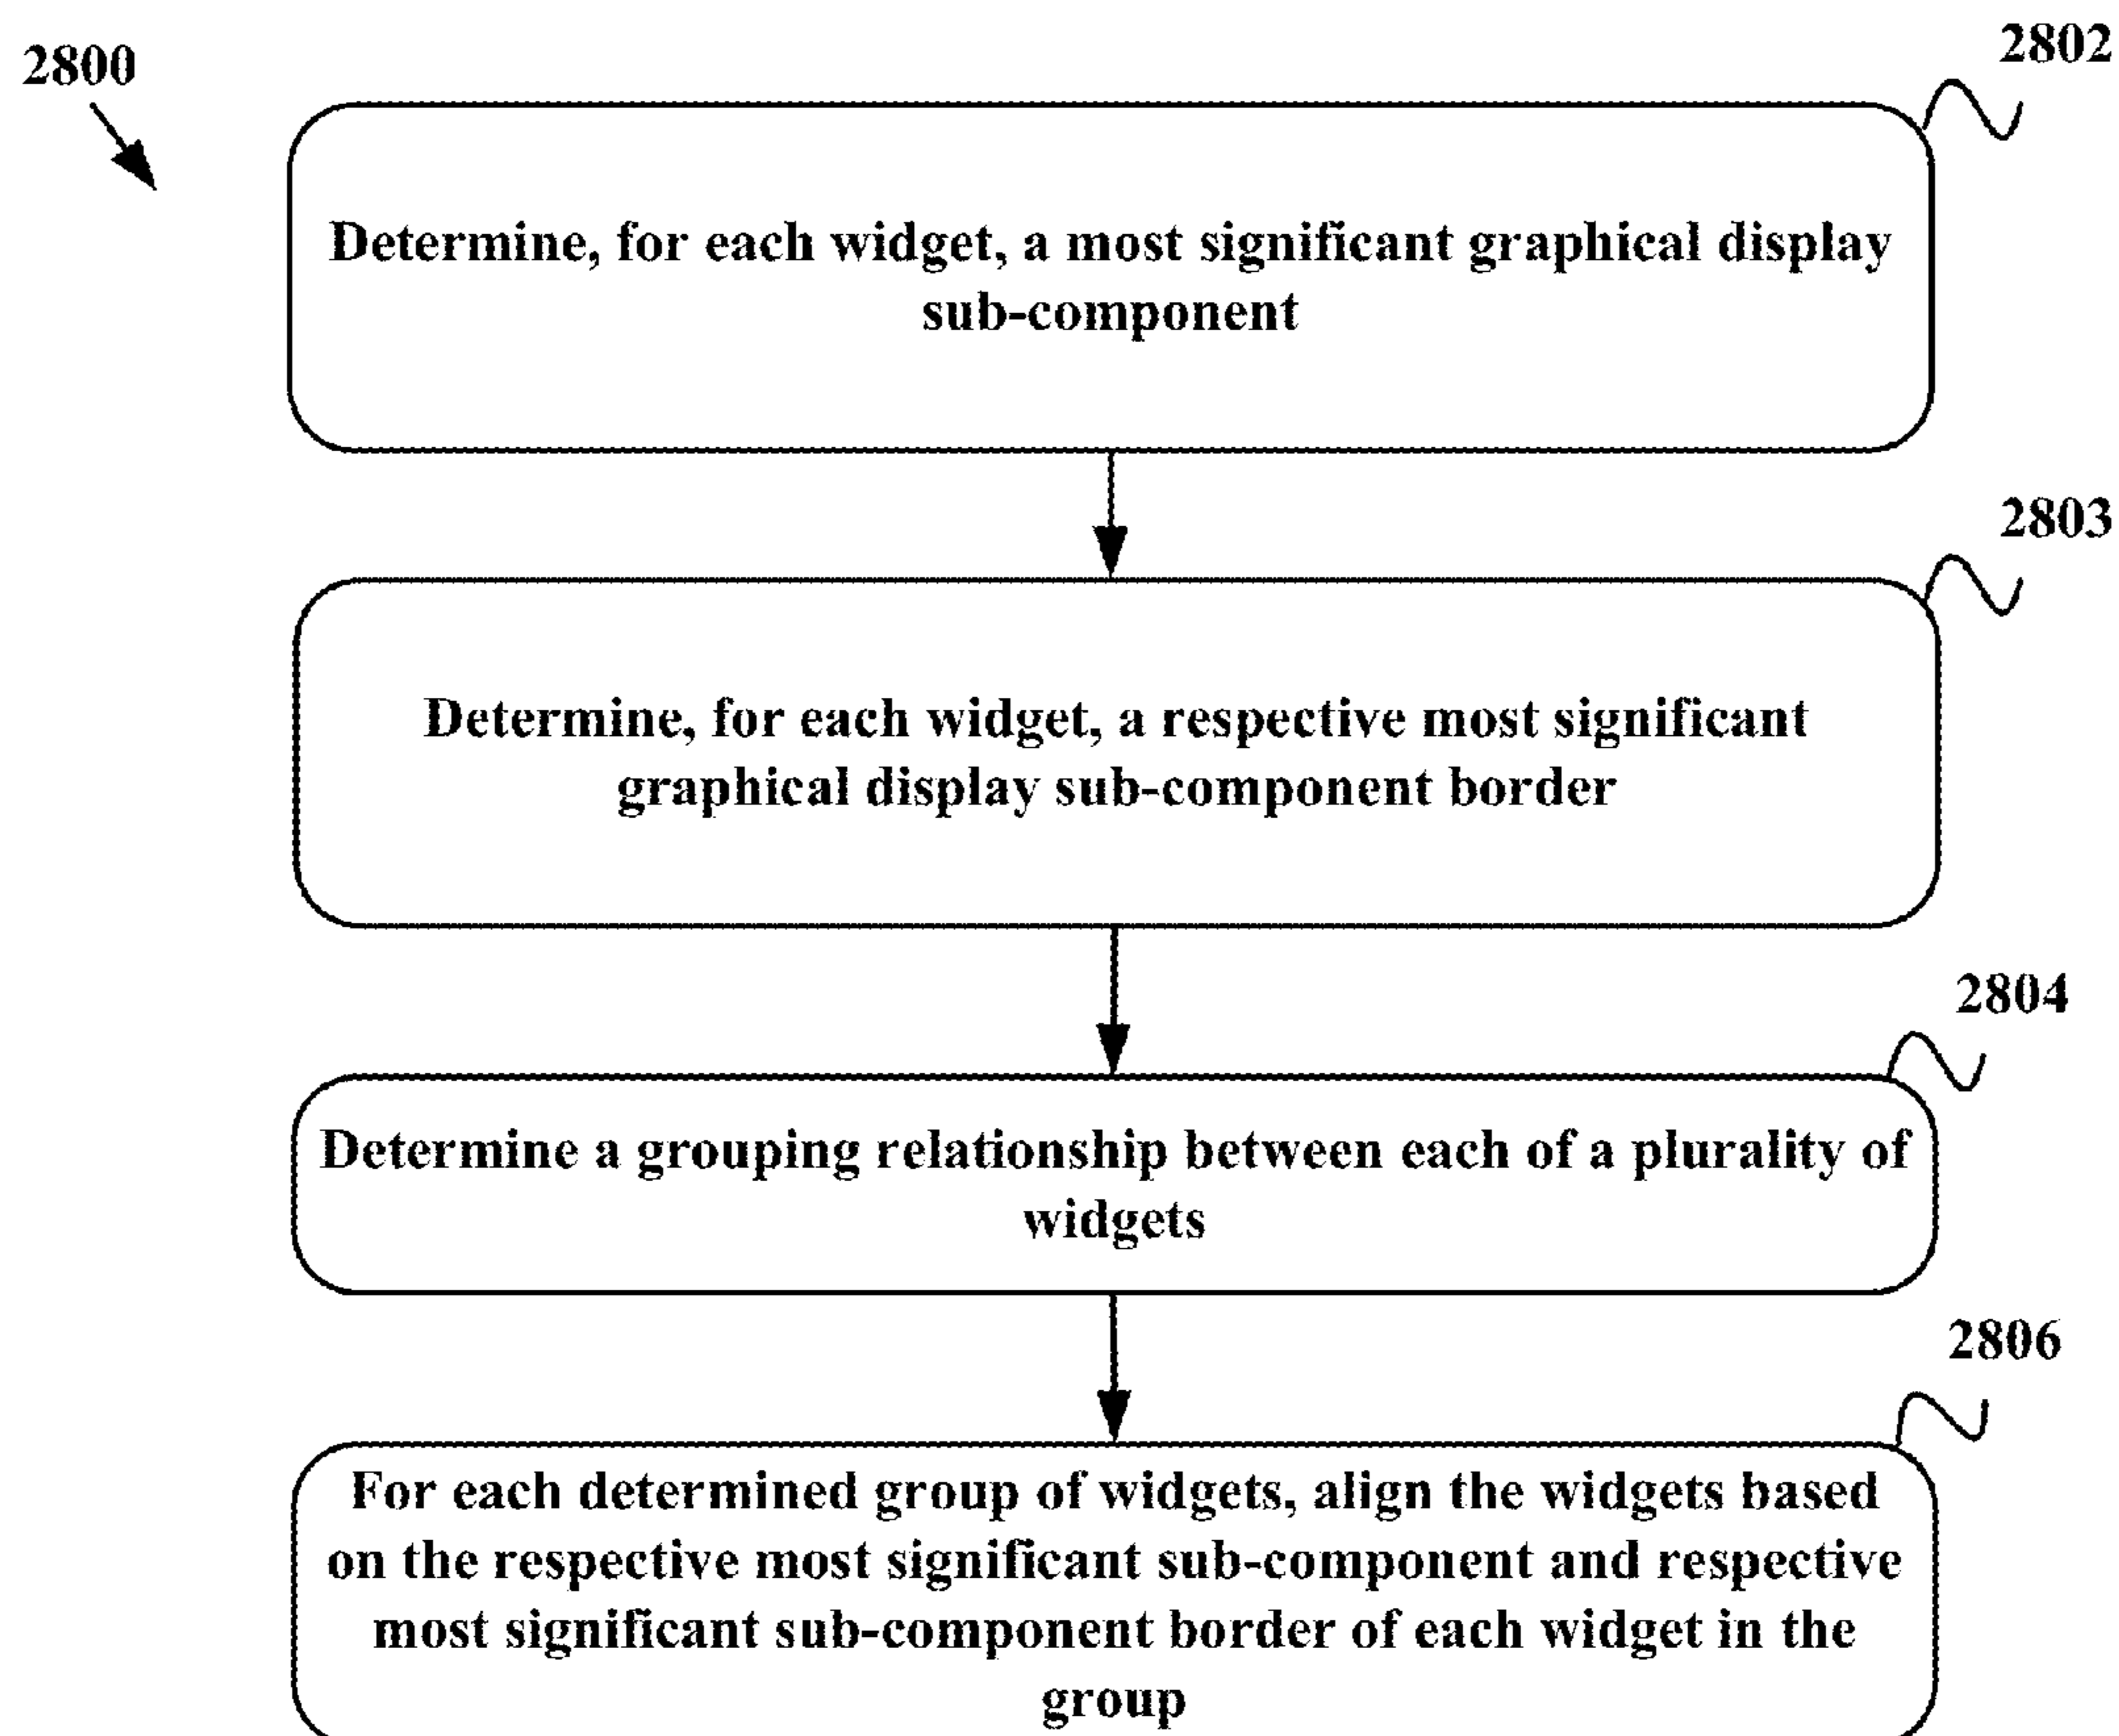 2800
2802
Determine, for each widget, a most significant graphical display
sub-component
2803
Determine, for each widget, a respective most significant
graphical display sub-component border
2804
Determine a grouping relationship between each of a plurality of
widgets
2806
For each determined group of widgets, align the widgets based
on the respective most significant sub-component and respective
most significant sub-component border of each widget in the
group